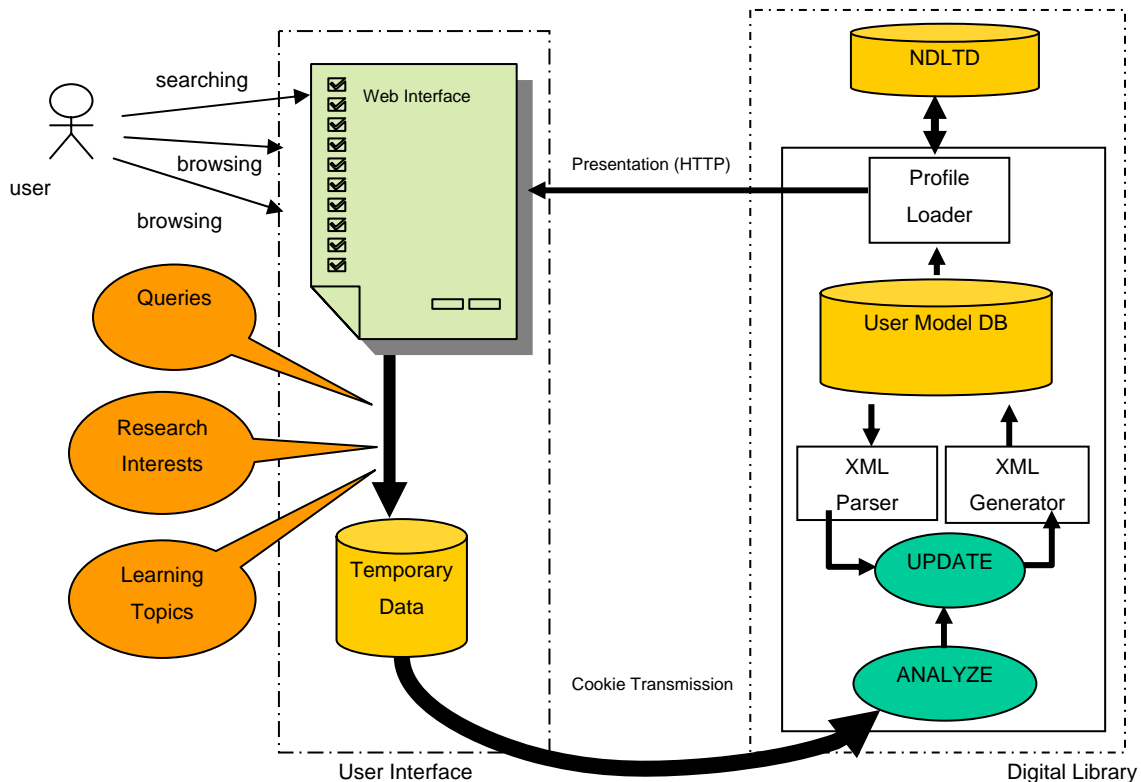 NDLTD
searching
Web Interface
browsing
Presentation (HTTP)
Profile
Loader
user
browsing
Queries
User Model DB
Research
Interests
XML
Parser
XML
Generator
Learning
Topics
Temporary
Data
UPDATE
Cookie Transmission
ANALYZE
User Interface
Digital Library